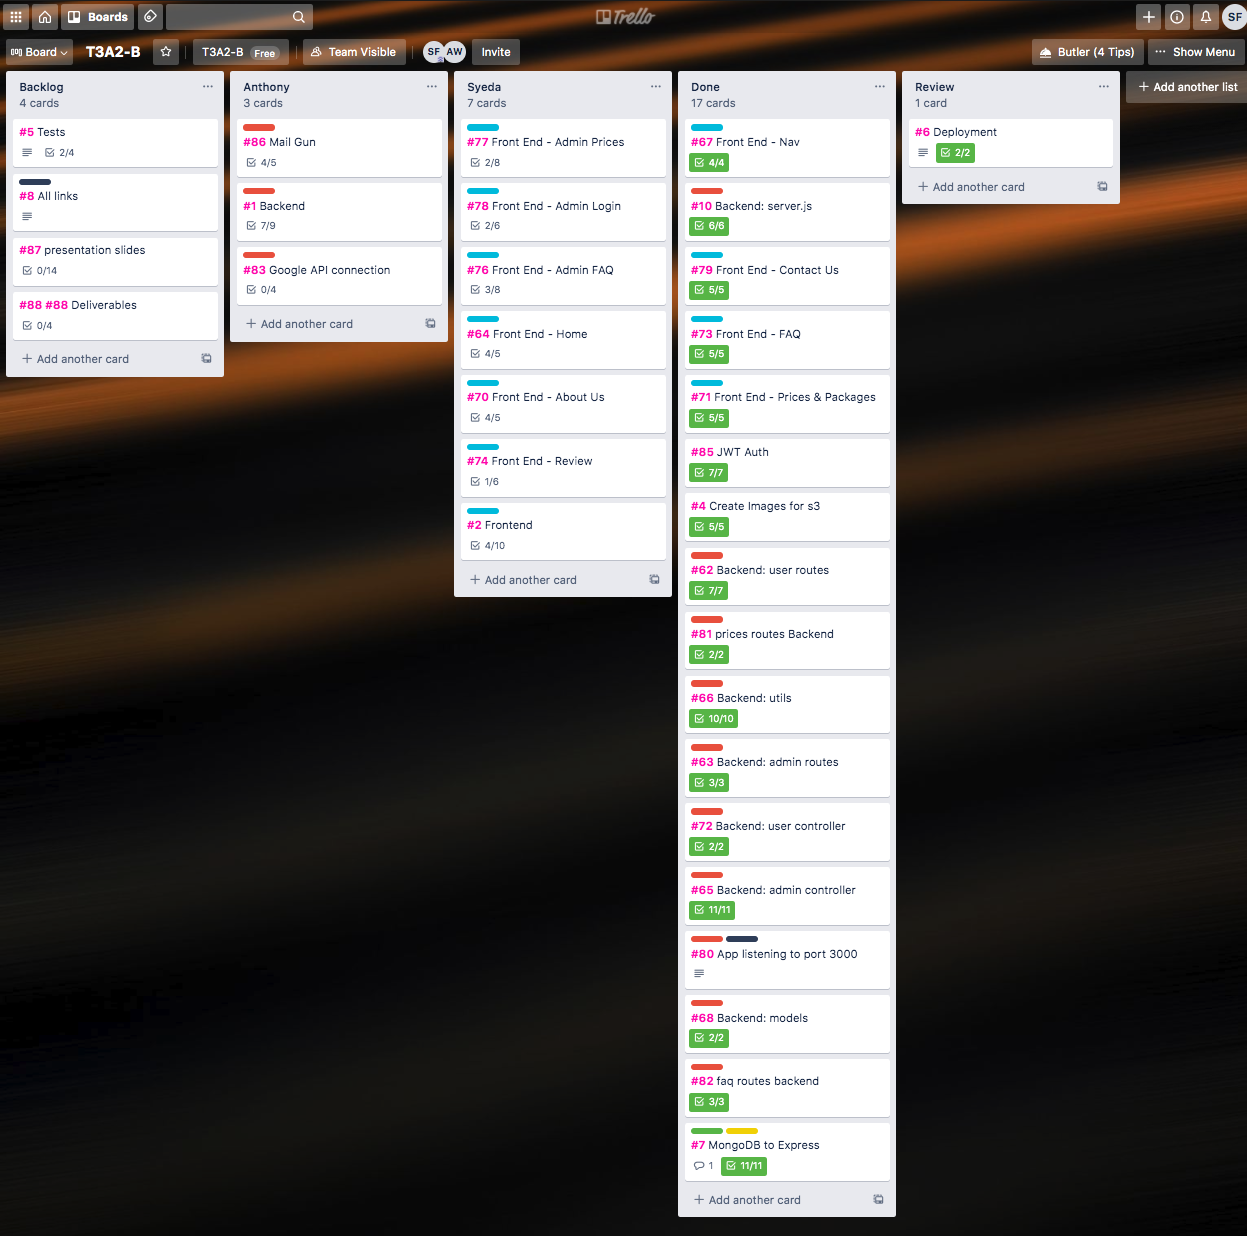 Boards
Trello
SF
Board
T3A2-B
T3A2-B Free
Team Visible
SF AW
Invite
Butler (4 Tips)
Show Menu
Backlog
4 cards
#5 Tests
2/4
#8 All links
#87 presentation slides
0/14
#88 #88 Deliverables
0/4
+ Add another card
Anthony
3 cards
#86 Mail Gun
4/5
#1 Backend
7/9
#83 Google API connection
0/4
+ Add another card
Syeda
7 cards
#77 Front End - Admin Prices
2/8
#78 Front End - Admin Login
2/6
#76 Front End - Admin FAQ
3/8
#64 Front End - Home
4/5
#70 Front End - About Us
4/5
#74 Front End - Review
1/6
#2 Frontend
4/10
+ Add another card
Done
17 cards
#67 Front End - Nav
4/4
#10 Backend: server.js
6/6
#79 Front End - Contact Us
5/5
#73 Front End - FAQ
5/5
#71 Front End - Prices & Packages
5/5
#85 JWT Auth
7/7
#4 Create Images for s3
5/5
#62 Backend: user routes
7/7
#81 prices routes Backend
2/2
#66 Backend: utils
10/10
#63 Backend: admin routes
3/3
#72 Backend: user controller
2/2
#65 Backend: admin controller
11/11
#80 App listening to port 3000
#68 Backend: models
2/2
#82 faq routes backend
3/3
#7 MongoDB to Express
1 11/11
+ Add another card
Review
1 card
#6 Deployment
2/2
+ Add another card
+ Add another list